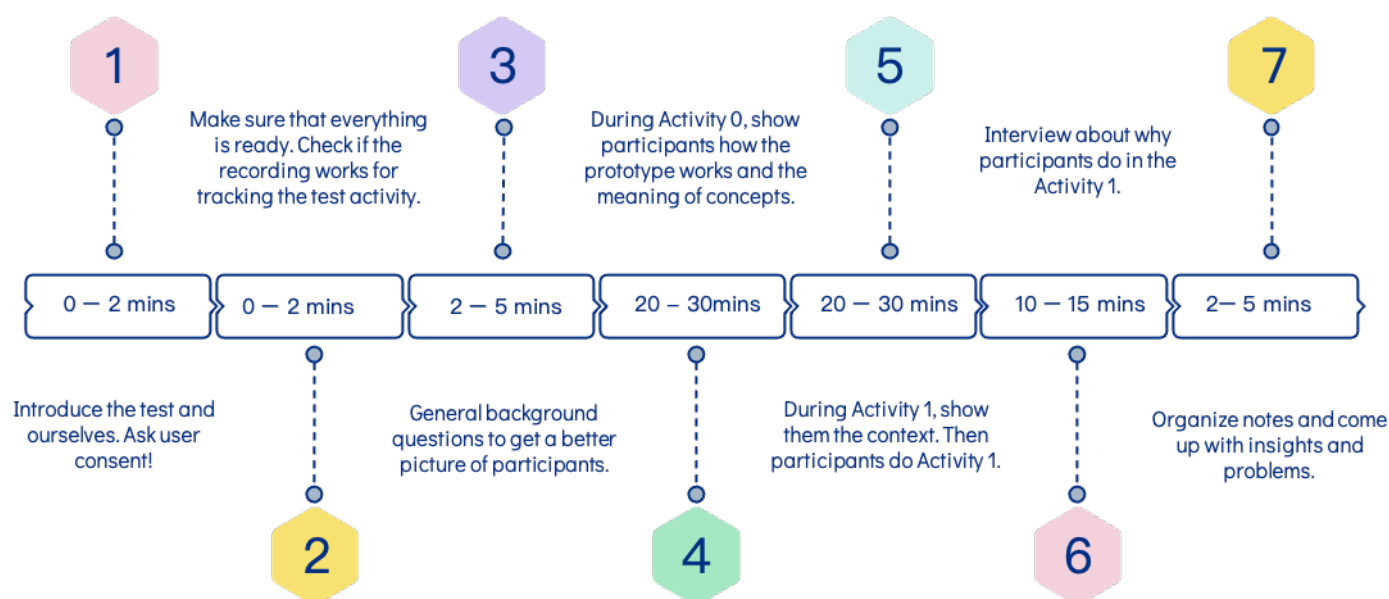 1
3
5
7
Make sure that everything
is ready. Check if the
recording works for
tracking the test activity.
During Activity 0, show
participants how the
prototype works and the
meaning of concepts.
Interview about why
participants do in the
Activity 1.
0 — 2 mins
0 — 2 mins
2 — 5 mins
20 – 30mins
20 — 30 mins
10 — 15 mins
2— 5 mins
Introduce the test and
ourselves. Ask user
consent!
General background
questions to get a better
picture of participants.
During Activity 1, show
them the context. Then
participants do Activity 1.
Organize notes and come
up with insights and
problems.
2
4
6